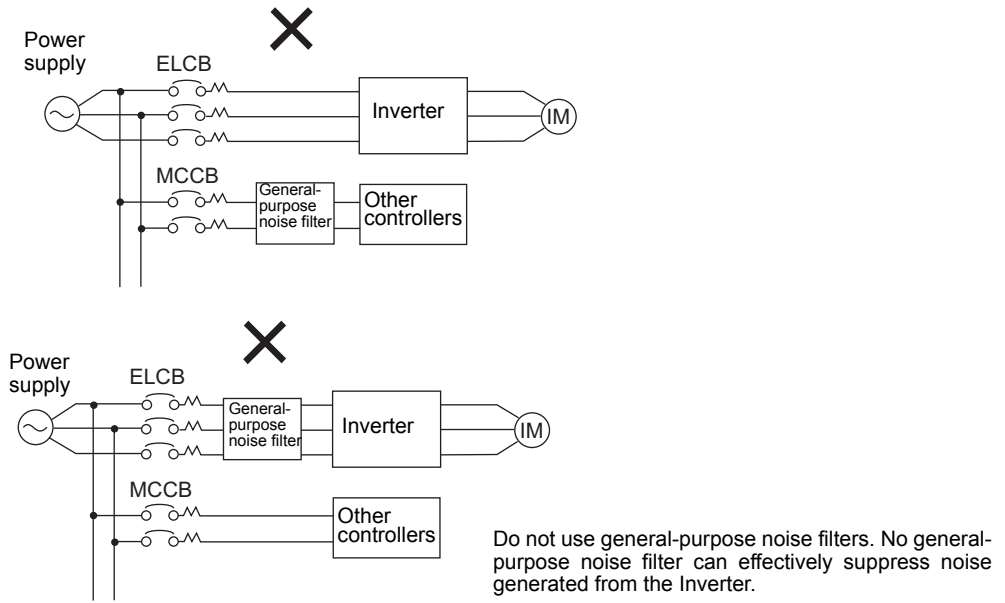 Power
supply
ELCB
Inverter
IM
MCCB
General-
purpose
noise filter
Other
controllers
Power
supply
ELCB
General-
purpose
noise filter
Inverter
IM
MCCB
Other
controllers
Do not use general-purpose noise filters. No general-
purpose noise filter can effectively suppress noise
generated from the Inverter.